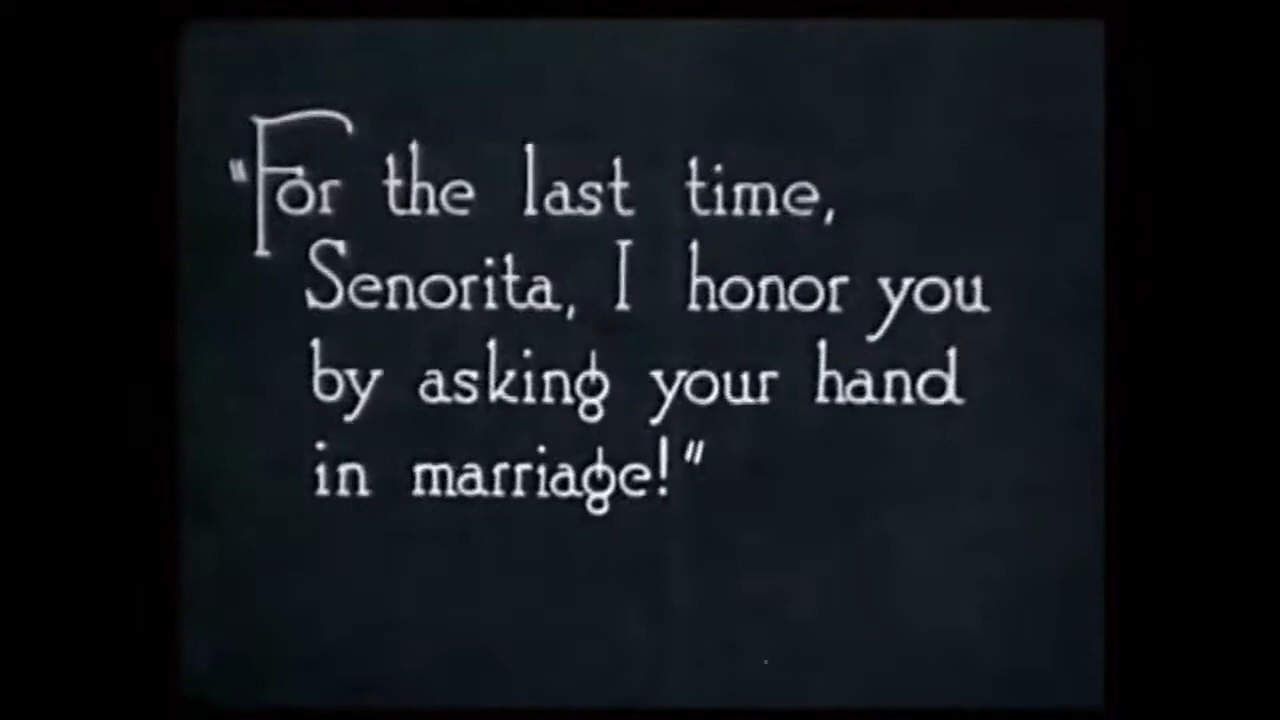 "For the last time,
Senorita, I honor you
by asking your hand
in marriage!"